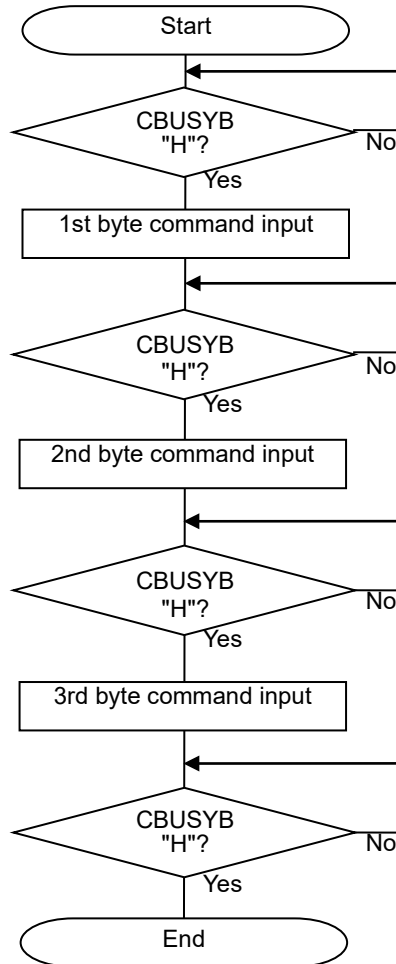 Start
CBUSYB
"H"?
No
Yes
1st byte command input
CBUSYB
"H"?
No
Yes
2nd byte command input
CBUSYB
"H"?
No
Yes
3rd byte command input
CBUSYB
"H"?
No
Yes
End